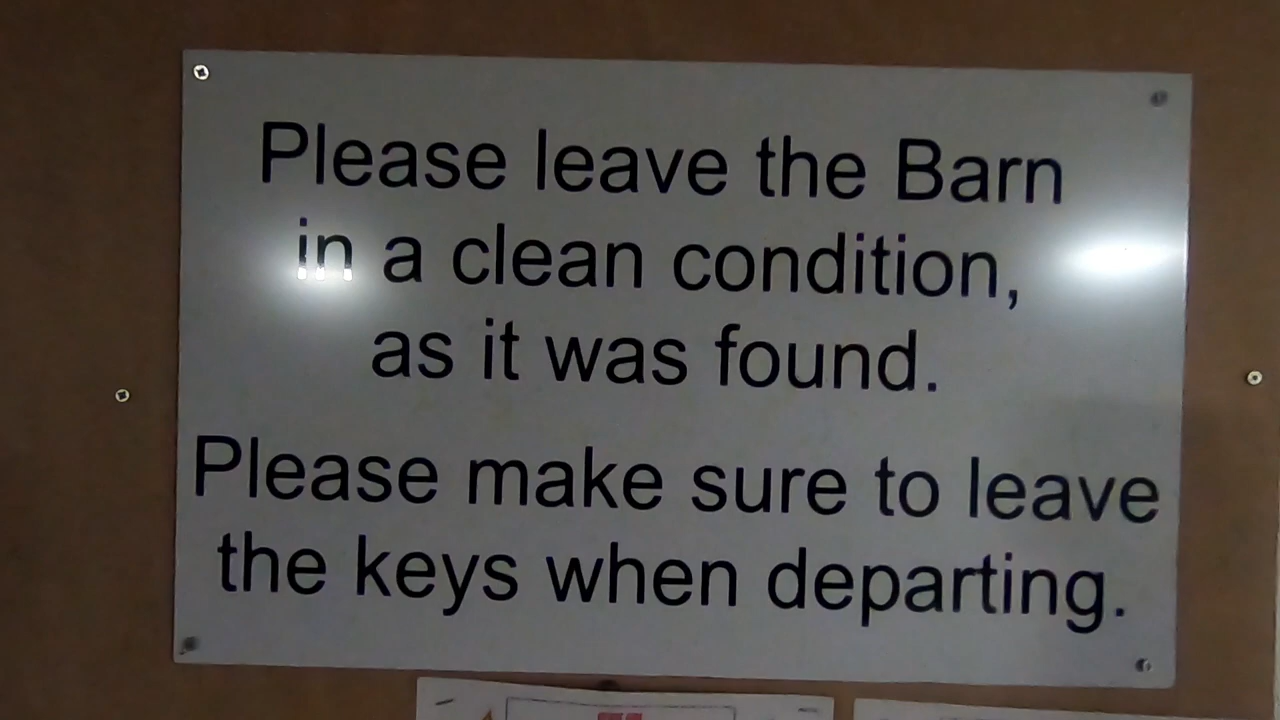 Please leave the Barn
in a clean condition,
as it was found.
Please make sure to leave
the keys when departing.